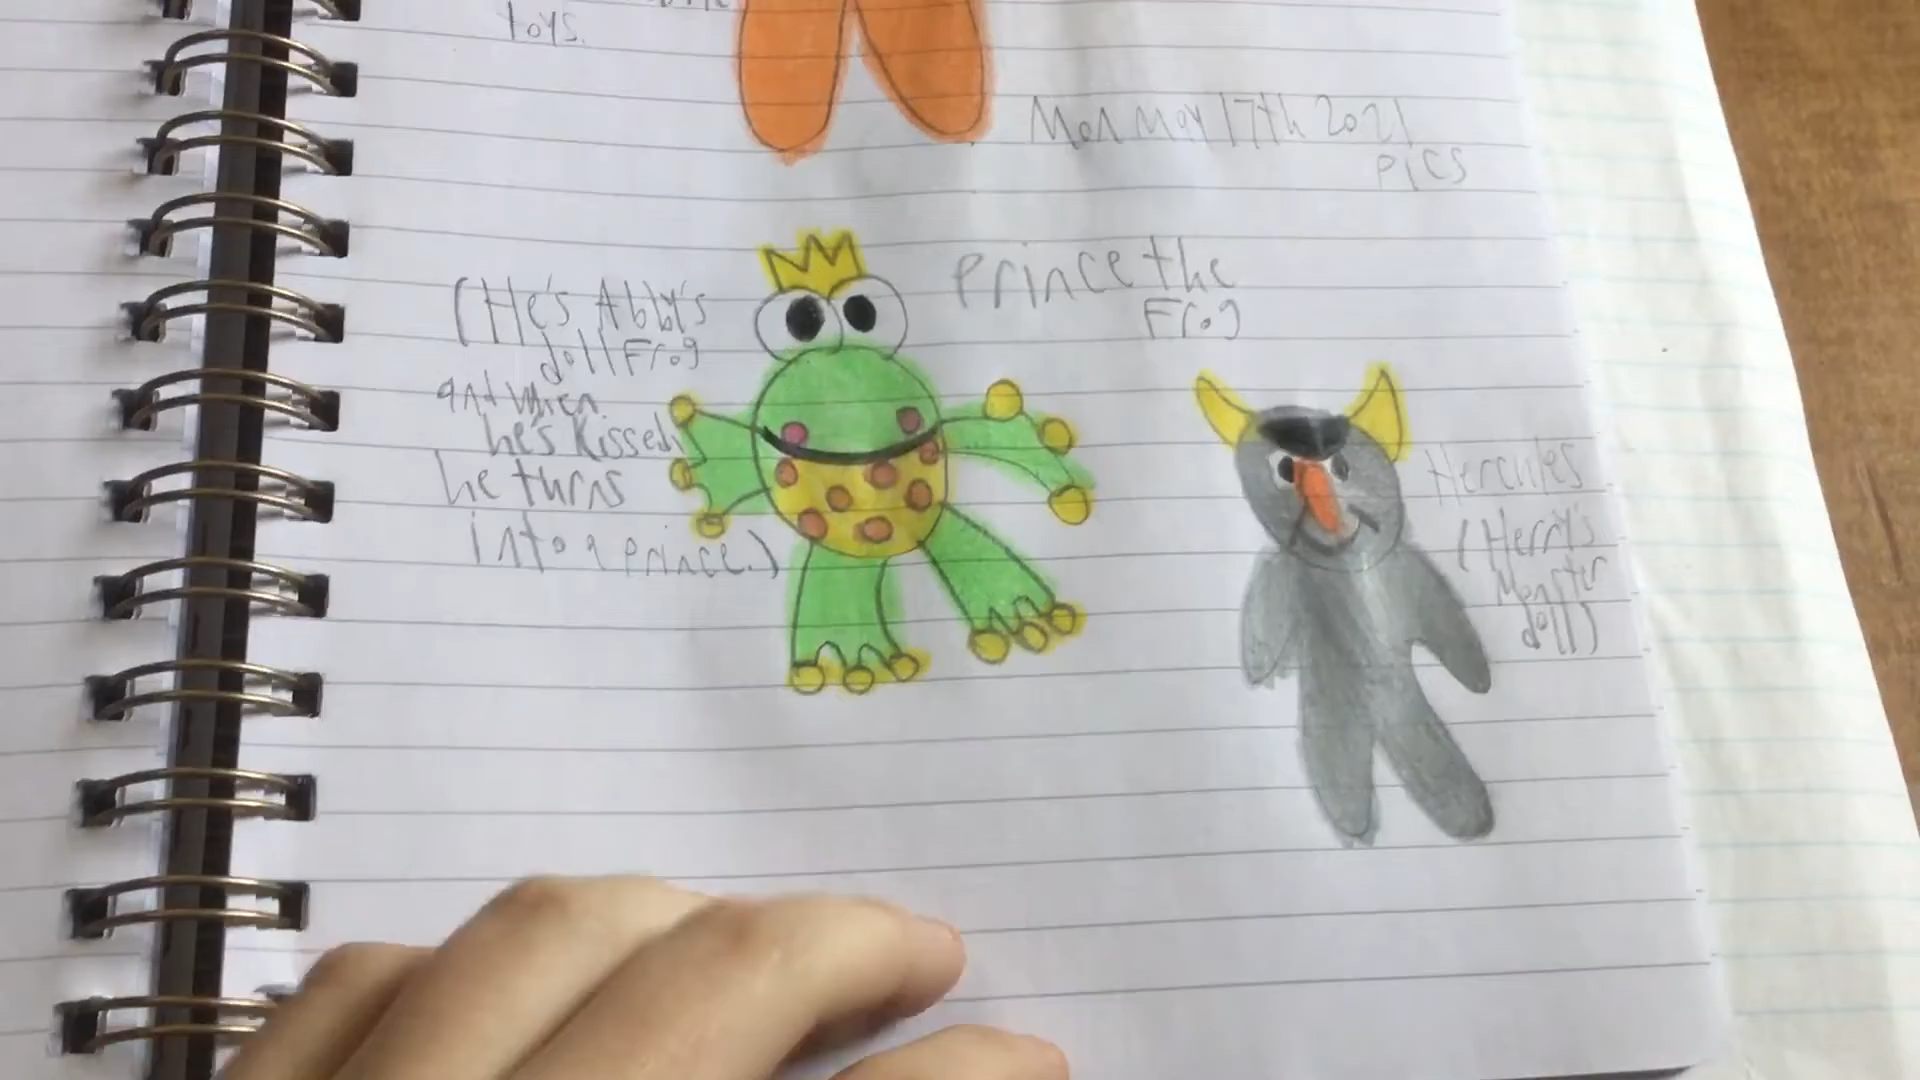 toys.
Mon May 17th 2021
PICS
Prince the
Frog
(He's Abby's
doll Frog
and when
he's kissed
he turns
into a prince.)
Hercules
(Herry's
Monster
doll)